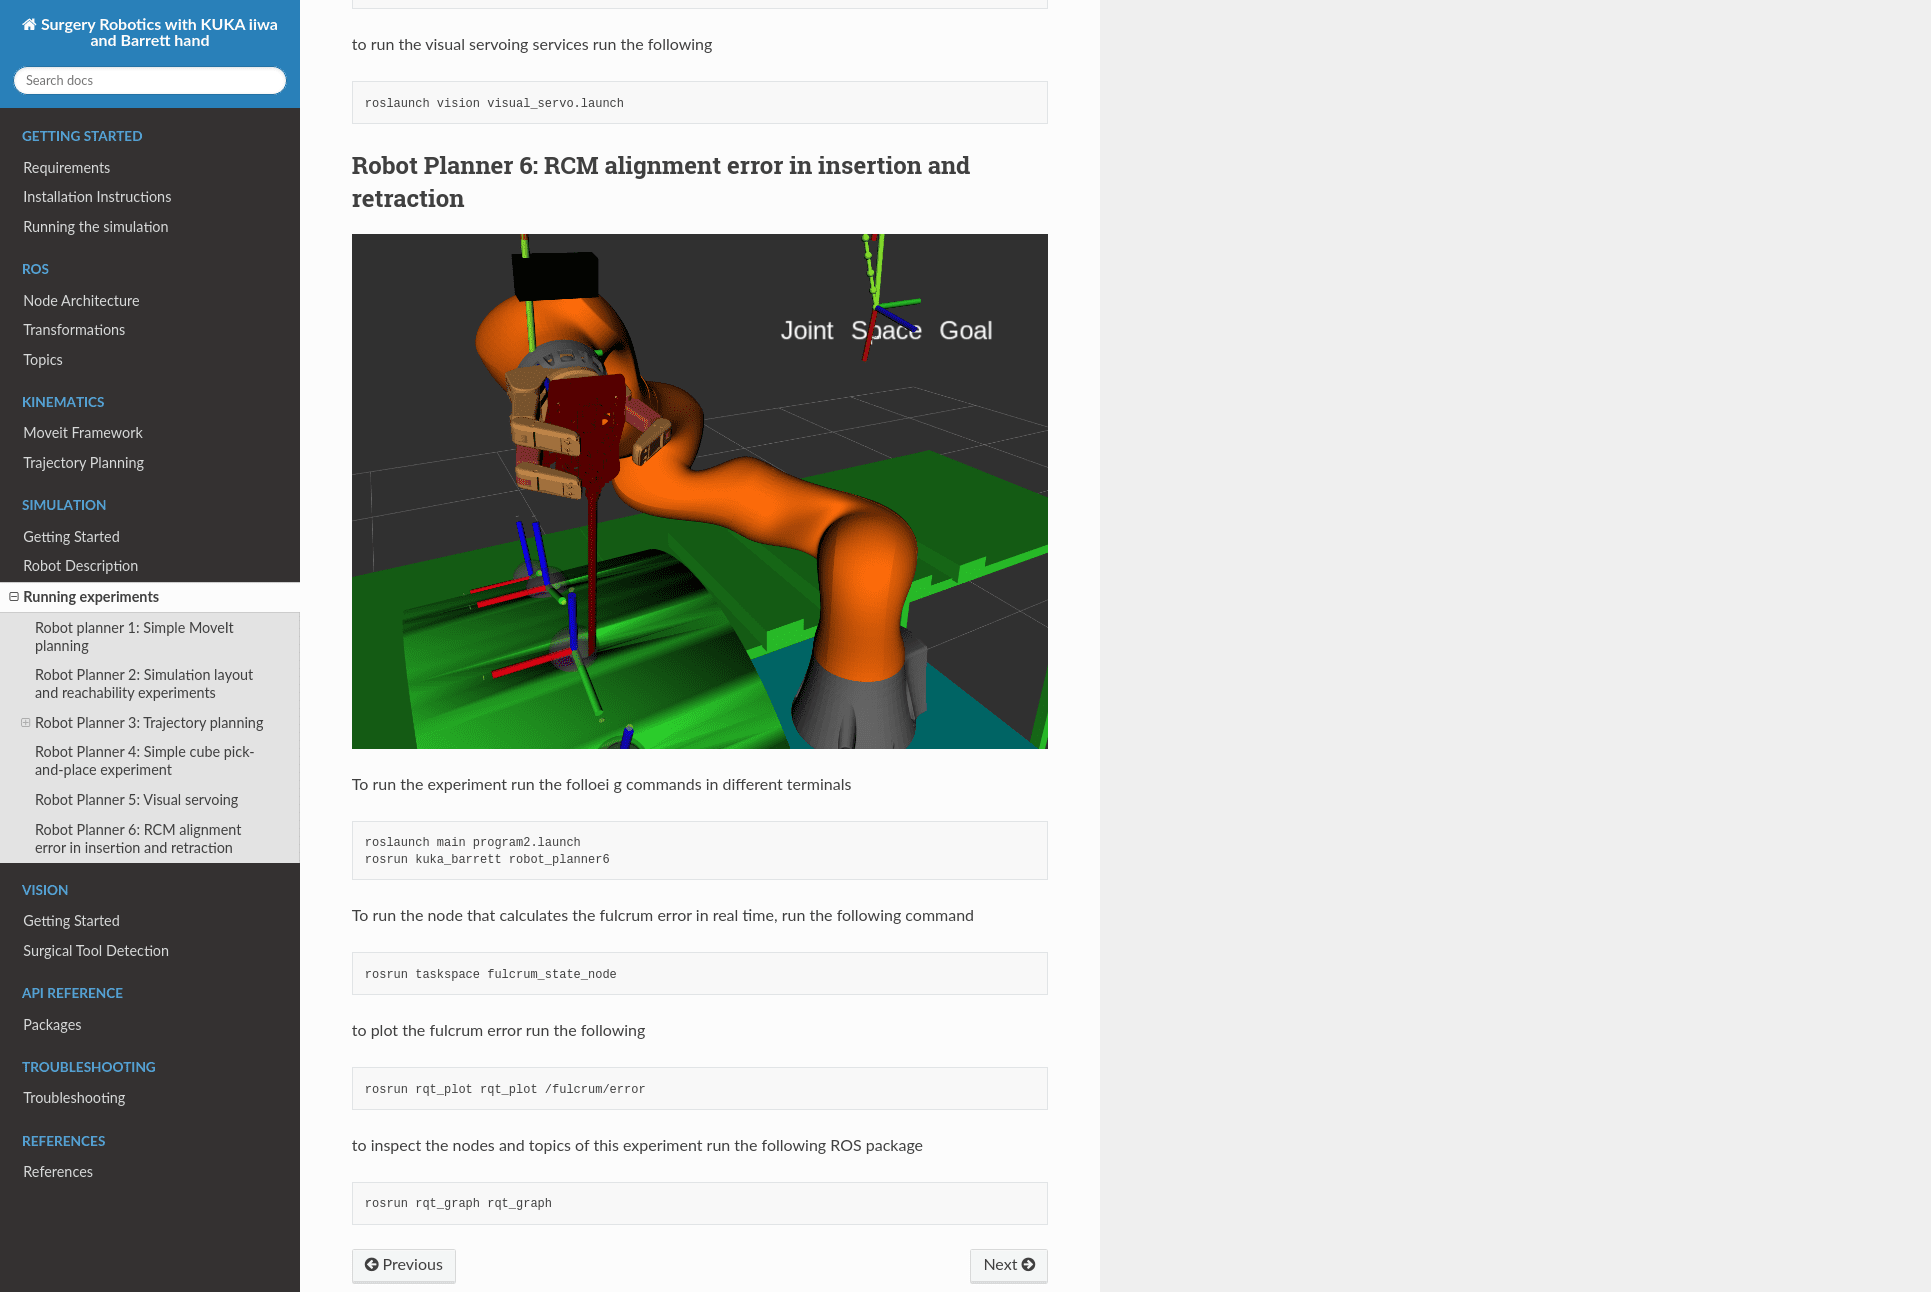 Surgery Robotics with KUKA iiwa
and Barrett hand
Search docs
GETTING STARTED
Requirements
Installation Instructions
Running the simulation
ROS
Node Architecture
Transformations
Topics
KINEMATICS
Moveit Framework
Trajectory Planning
SIMULATION
Getting Started
Robot Description
Running experiments
Robot planner 1: Simple MoveIt
planning
Robot Planner 2: Simulation layout
and reachability experiments
Robot Planner 3: Trajectory planning
Robot Planner 4: Simple cube pick-
and-place experiment
Robot Planner 5: Visual servoing
Robot Planner 6: RCM alignment
error in insertion and retraction
VISION
Getting Started
Surgical Tool Detection
API REFERENCE
Packages
TROUBLESHOOTING
Troubleshooting
REFERENCES
References
to run the visual servoing services run the following
roslaunch vision visual_servo.launch
Robot Planner 6: RCM alignment error in insertion and
retraction
Joint Space Goal
To run the experiment run the folloei g commands in different terminals
roslaunch main program2.launch
rosrun kuka_barrett robot_planner6
To run the node that calculates the fulcrum error in real time, run the following command
rosrun taskspace fulcrum_state_node
to plot the fulcrum error run the following
rosrun rqt_plot rqt_plot /fulcrum/error
to inspect the nodes and topics of this experiment run the following ROS package
rosrun rqt_graph rqt_graph
Previous
Next